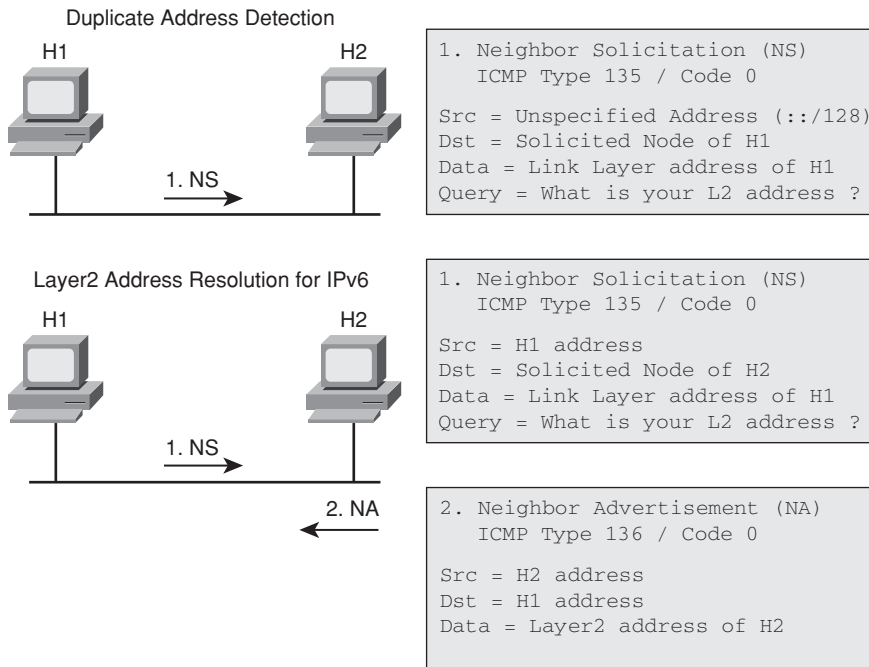 Duplicate Address Detection
H1
H2
1. NS
1. Neighbor Solicitation (NS)
ICMP Type 135 / Code 0
Src = Unspecified Address (::/128)
Dst = Solicited Node of H1
Data = Link Layer address of H1
Query = What is your L2 address ?
Layer2 Address Resolution for IPv6
H1
H2
1. NS
2. NA
1. Neighbor Solicitation (NS)
ICMP Type 135 / Code 0
Src = H1 address
Dst = Solicited Node of H2
Data = Link Layer address of H1
Query = What is your L2 address ?
2. Neighbor Advertisement (NA)
ICMP Type 136 / Code 0
Src = H2 address
Dst = H1 address
Data = Layer2 address of H2